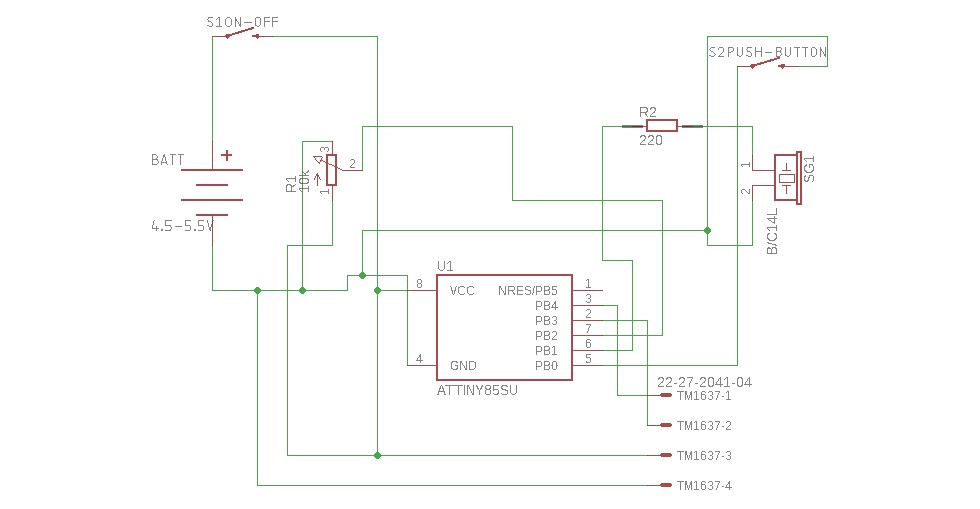 S1ON-OFF
S2PUSH-BUTTON
R2
220
BATT
+
4.5-5.5V
R1
10k
3
2
1
1
2
SG1
B/C14L
U1
8
VCC
NRES/PB5
1
PB4
3
PB3
2
PB2
7
PB1
6
4
GND
PB0
5
ATTINY85SU
22-27-2041-04
TM1637-1
TM1637-2
TM1637-3
TM1637-4